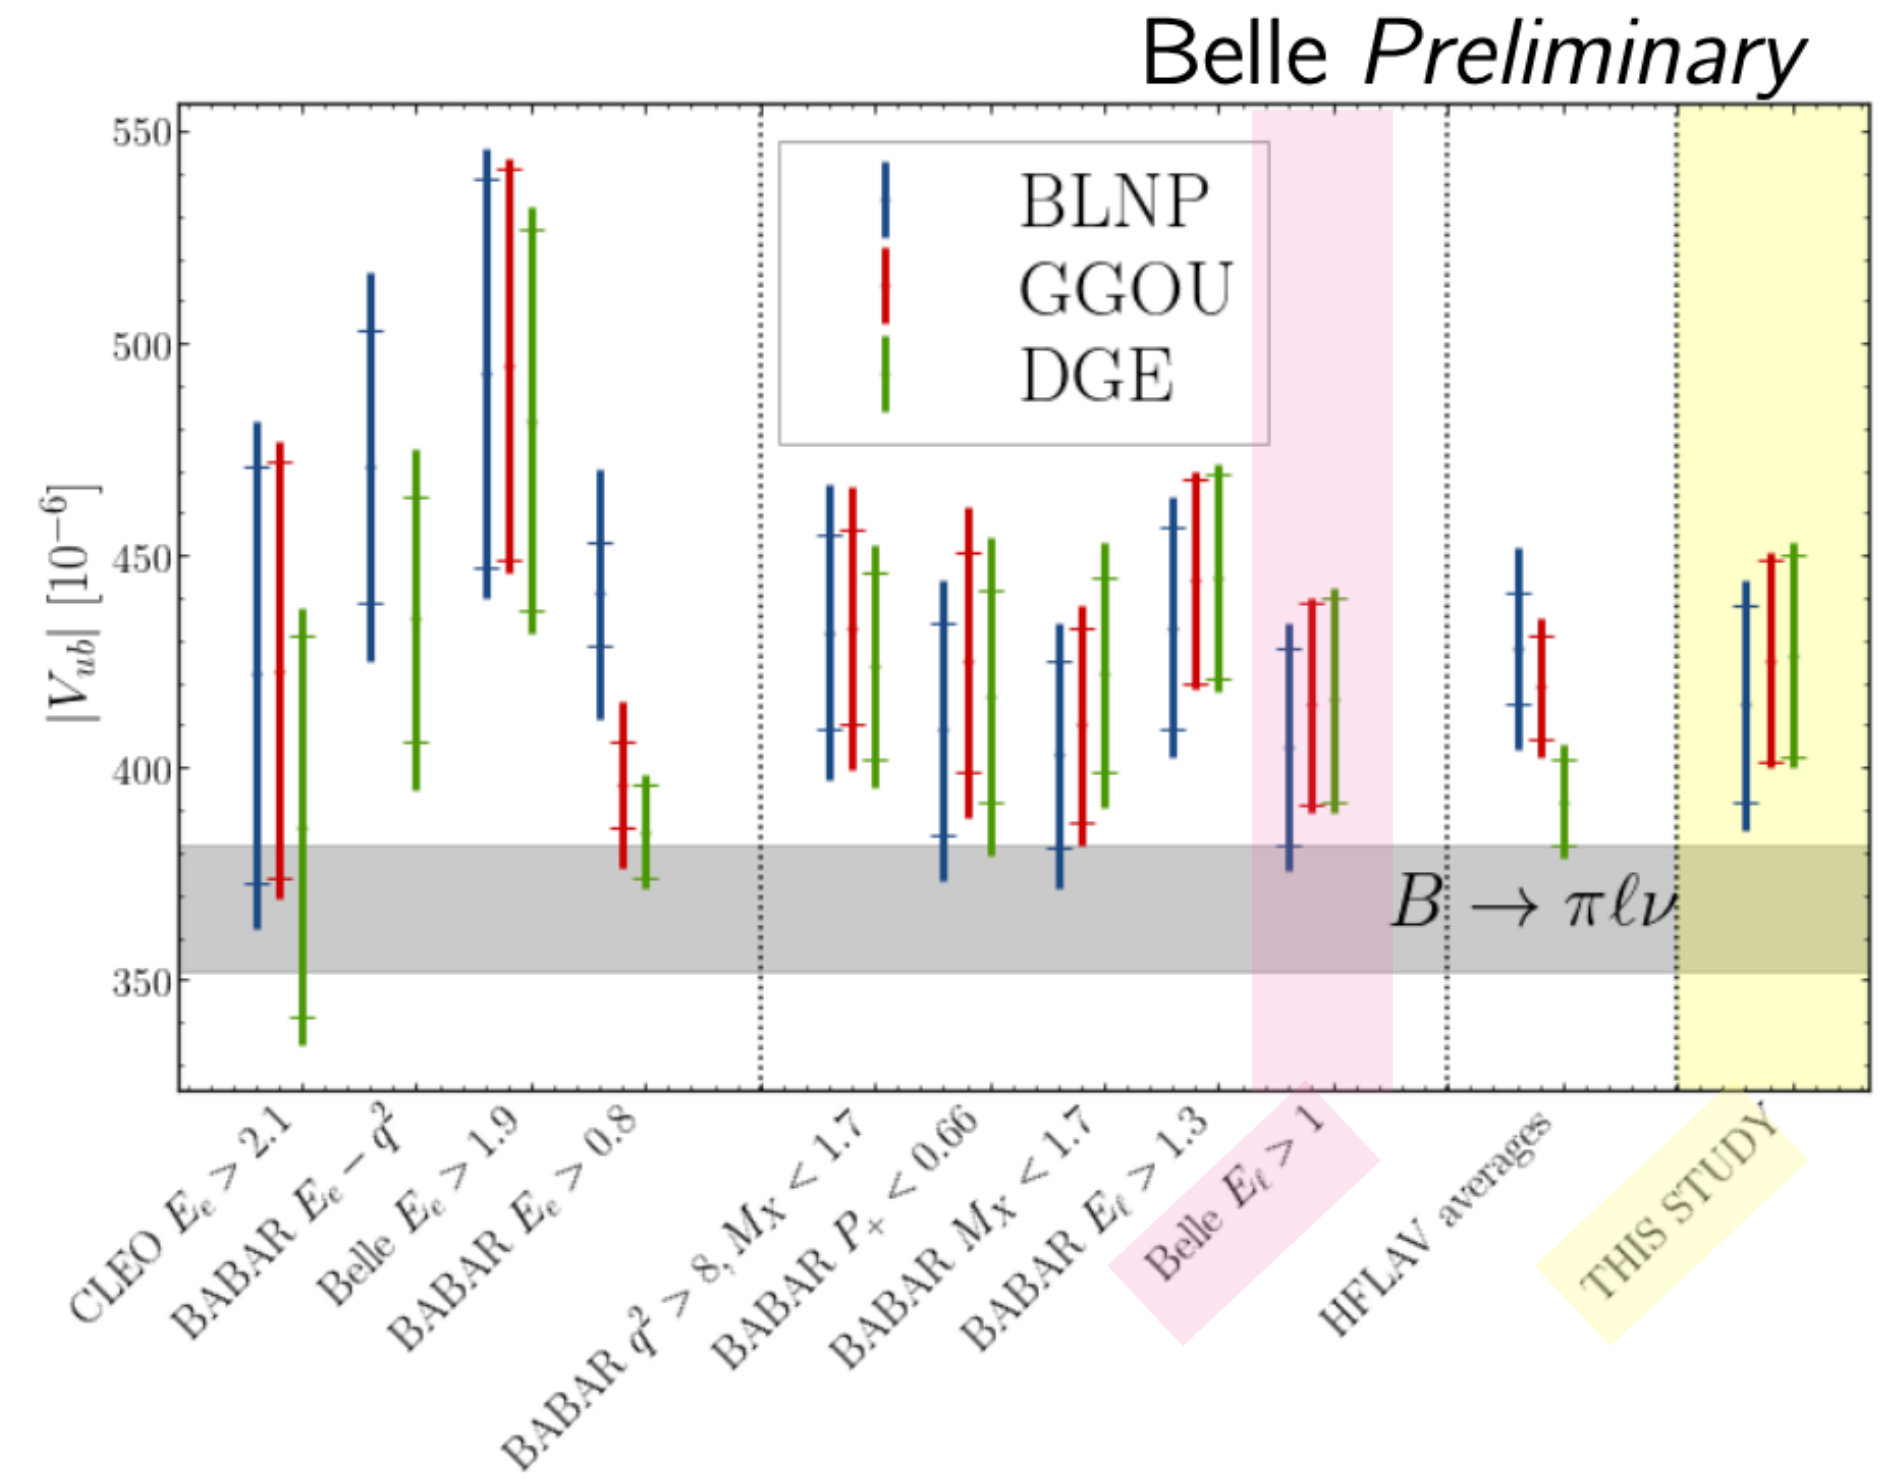 Belle Preliminary
550
500
450
400
350
|V_{ub}| [10^{-6}]
BLNP
GGOU
DGE
B → πℓν
CLEO E_e > 2.1
BABAR E_e − q^2
Belle E_e > 1.9
BABAR E_e > 0.8
BABAR q^2 > 8, M_X < 1.7
BABAR P_+ < 0.66
BABAR M_X < 1.7
BABAR E_ℓ > 1.3
Belle E_ℓ > 1
HFLAV averages
THIS STUDY